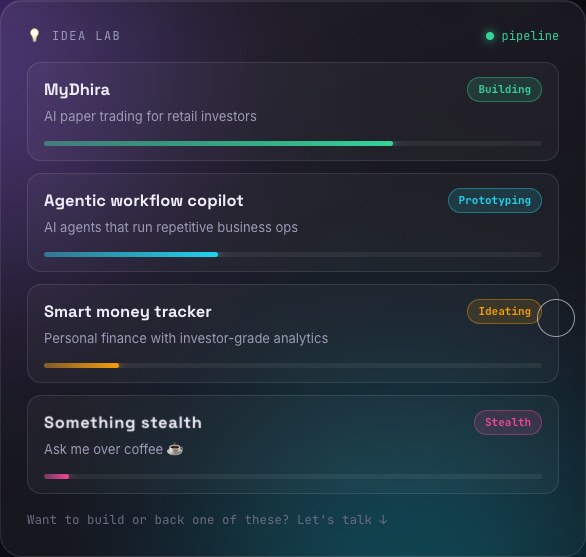 💡 IDEA LAB
pipeline
MyDhira
Building
AI paper trading for retail investors
Agentic workflow copilot
Prototyping
AI agents that run repetitive business ops
Smart money tracker
Ideating
Personal finance with investor-grade analytics
Something stealth
Stealth
Ask me over coffee ☕
Want to build or back one of these? Let's talk ↓